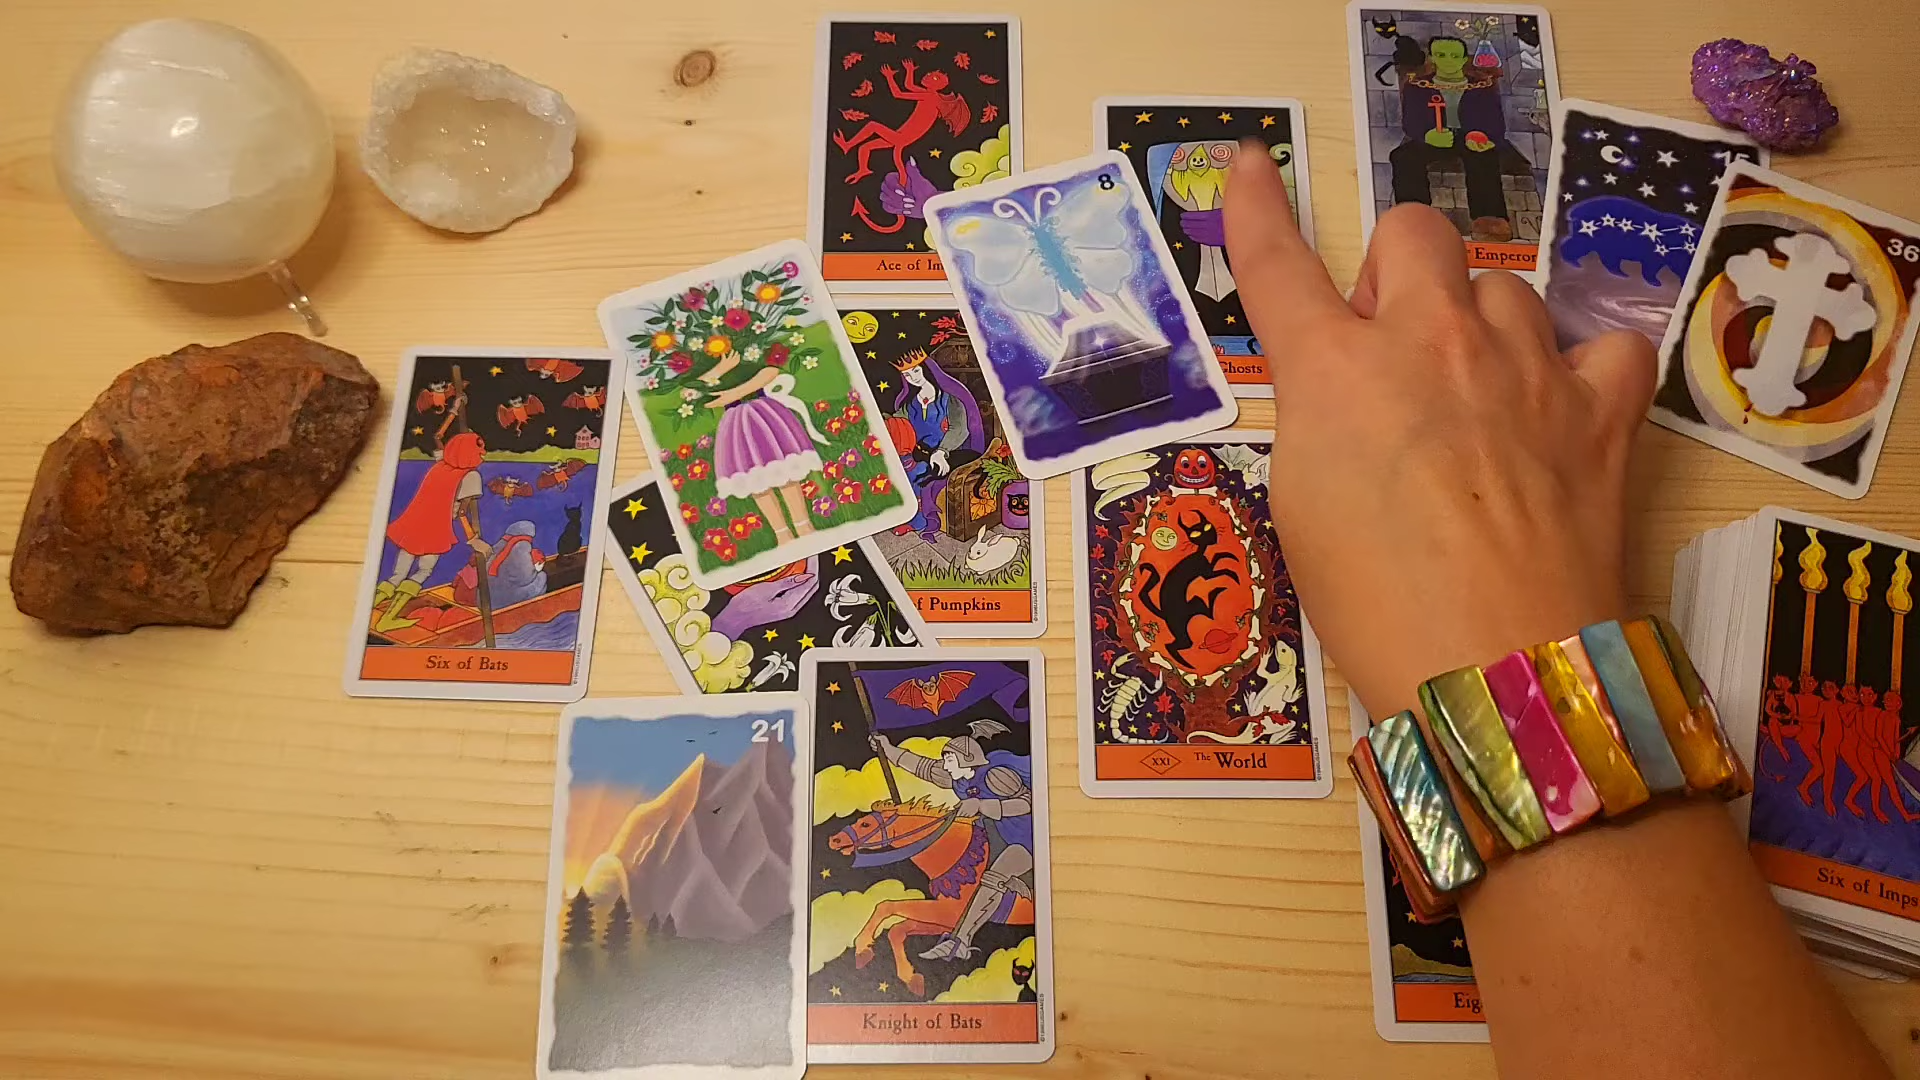 Ace of Im
8
Ghosts
Emperor
15
36
9
f Pumpkins
Six of Bats
XXI The World
21
Knight of Bats
Six of Imps
Eig